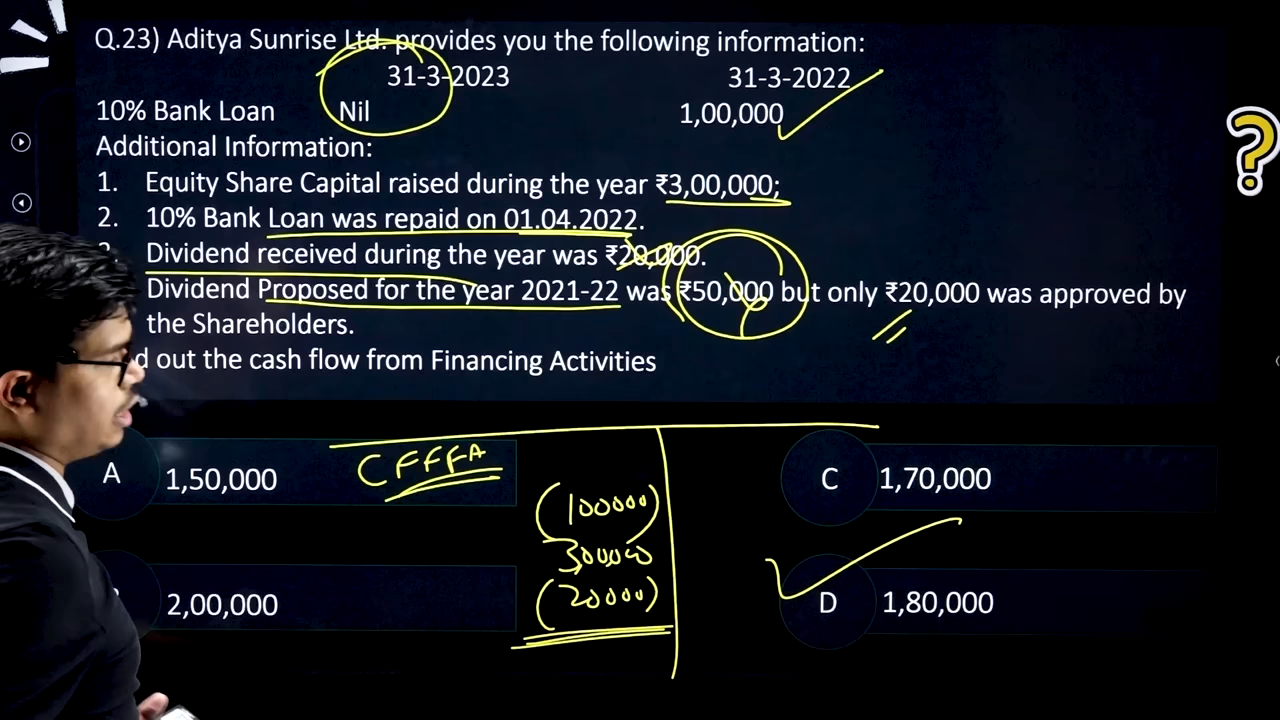 Q.23) Aditya Sunrise Ltd. provides you the following information:
31-3-2023 31-3-2022
10% Bank Loan Nil 1,00,000
Additional Information:
1. Equity Share Capital raised during the year ₹3,00,000;
2. 10% Bank Loan was repaid on 01.04.2022.
Dividend received during the year was ₹20,000.
Dividend Proposed for the year 2021-22 was ₹50,000 but only ₹20,000 was approved by
the Shareholders.
out the cash flow from Financing Activities
A 1,50,000
CFFFA
C 1,70,000
(100000)
300000
(20000)
2,00,000
D 1,80,000